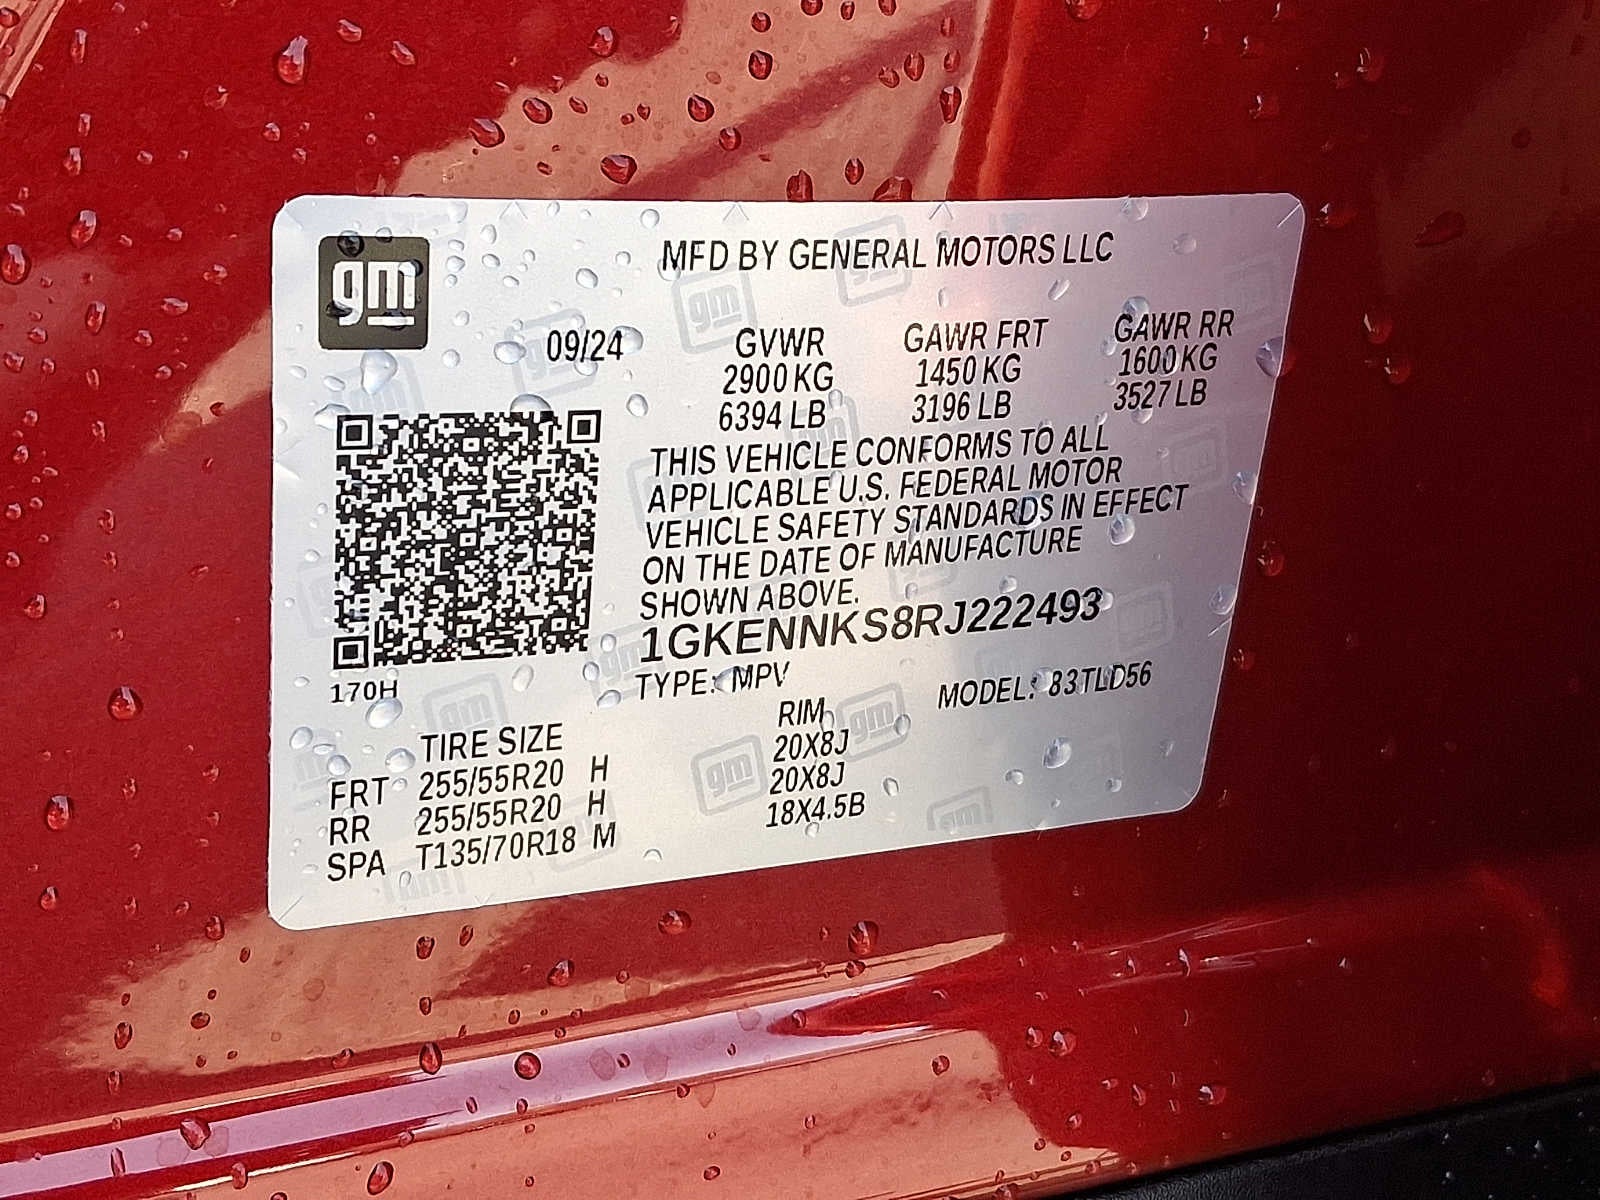 gm
MFD BY GENERAL MOTORS LLC
09/24 GVWR GAWR FRT GAWR RR
2900 KG 1450 KG 1600 KG
6394 LB 3196 LB 3527 LB
THIS VEHICLE CONFORMS TO ALL
APPLICABLE U.S. FEDERAL MOTOR
VEHICLE SAFETY STANDARDS IN EFFECT
ON THE DATE OF MANUFACTURE
SHOWN ABOVE.
1GKENNKS8RJ222493
170H
TYPE: MPV MODEL: 83TLD56
TIRE SIZE RIM
FRT 255/55R20 H 20X8J
RR 255/55R20 H 20X8J
SPA T135/70R18 M 18X4.5B